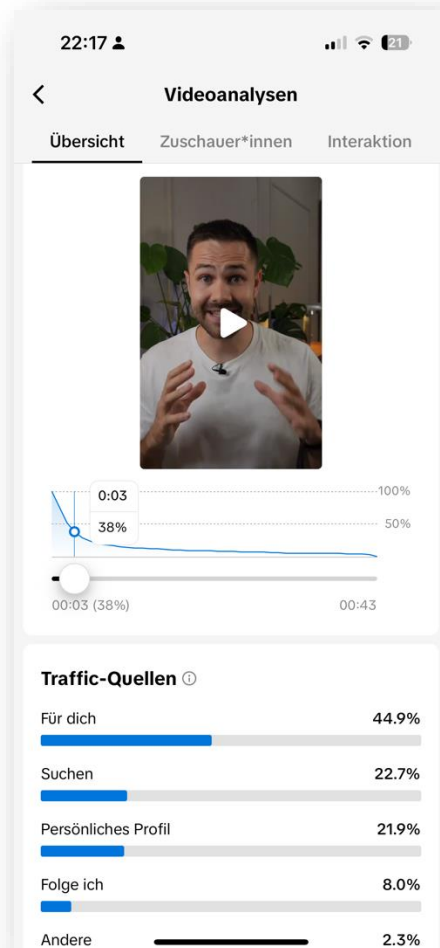 22:17
21
Videoanalysen
Übersicht Zuschauer*innen Interaktion
0:03
38%
100%
50%
00:03 (38%) 00:43
Traffic-Quellen
Für dich 44.9%
Suchen 22.7%
Persönliches Profil 21.9%
Folge ich 8.0%
Andere 2.3%